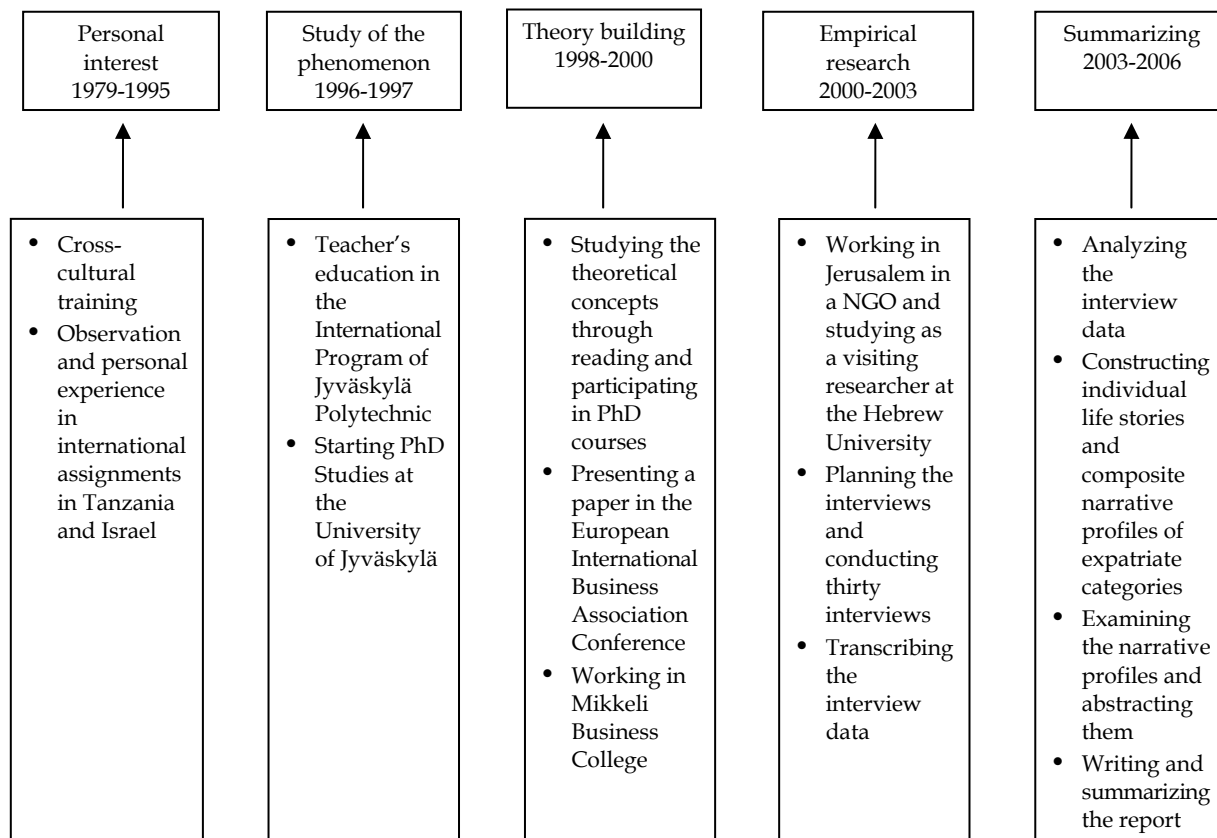 Personal
interest
1979-1995
Study of the
phenomenon
1996-1997
Theory building
1998-2000
Empirical
research
2000-2003
Summarizing
2003-2006
• Cross-
cultural
training
• Observation
and personal
experience
in
international
assignments
in Tanzania
and Israel
• Teacher’s
education in
the
International
Program of
Jyväskylä
Polytechnic
• Starting PhD
Studies at
the
University
of Jyväskylä
• Studying the
theoretical
concepts
through
reading and
participating
in PhD
courses
• Presenting a
paper in the
European
International
Business
Association
Conference
• Working in
Mikkeli
Business
College
• Working in
Jerusalem in
a NGO and
studying as
a visiting
researcher at
the Hebrew
University
• Planning the
interviews
and
conducting
thirty
interviews
• Transcribing
the
interview
data
• Analyzing
the
interview
data
• Constructing
individual
life stories
and
composite
narrative
profiles of
expatriate
categories
• Examining
the narrative
profiles and
abstracting
them
• Writing and
summarizing
the report